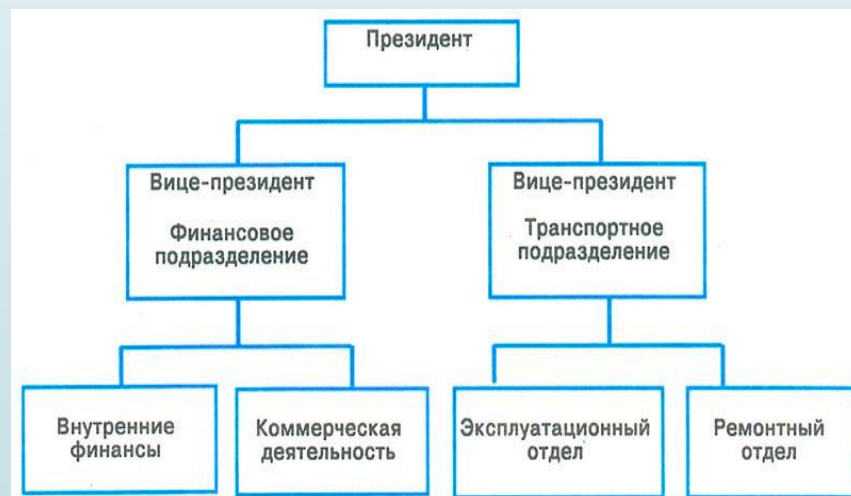 Президент
Вице-президент
Финансовое
подразделение
Вице-президент
Транспортное
подразделение
Внутренние
финансы
Коммерческая
деятельность
Эксплуатационный
отдел
Ремонтный
отдел